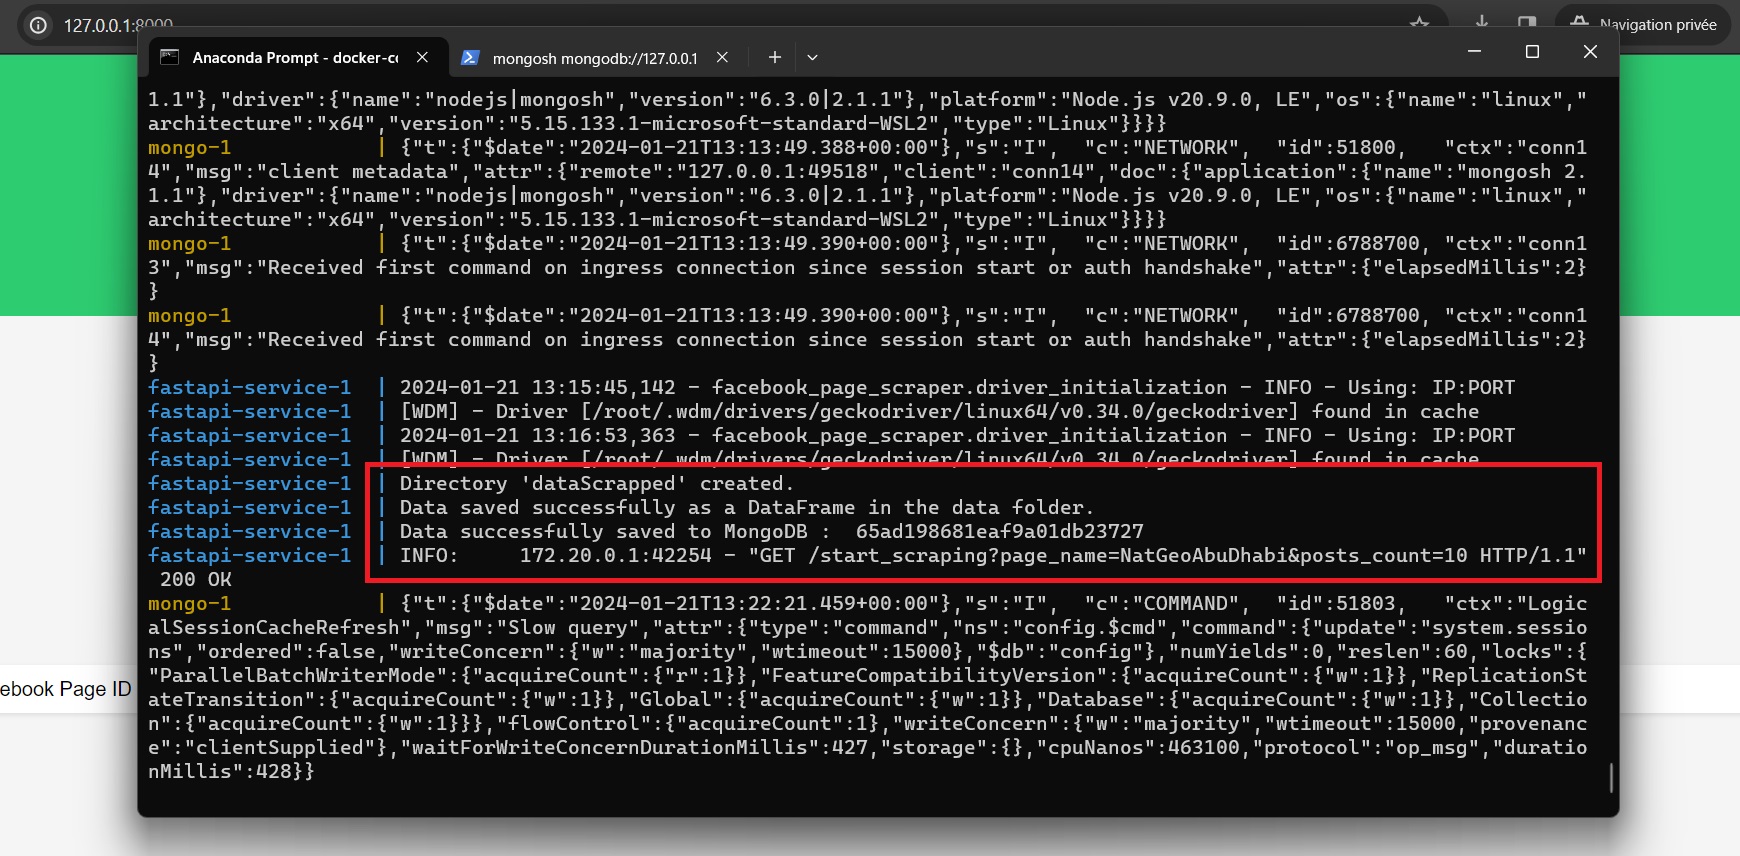 127.0.0.1:8000
Navigation privée
Anaconda Prompt - docker-co
mongosh mongodb://127.0.0.1
1.1"},"driver":{"name":"nodejs|mongosh","version":"6.3.0|2.1.1"},"platform":"Node.js v20.9.0, LE","os":{"name":"linux","
architecture":"x64","version":"5.15.133.1-microsoft-standard-WSL2","type":"Linux"}}}}
mongo-1 | {"t":{"$date":"2024-01-21T13:13:49.388+00:00"},"s":"I", "c":"NETWORK", "id":51800, "ctx":"conn1
4","msg":"client metadata","attr":{"remote":"127.0.0.1:49518","client":"conn14","doc":{"application":{"name":"mongosh 2.
1.1"},"driver":{"name":"nodejs|mongosh","version":"6.3.0|2.1.1"},"platform":"Node.js v20.9.0, LE","os":{"name":"linux","
architecture":"x64","version":"5.15.133.1-microsoft-standard-WSL2","type":"Linux"}}}}
mongo-1 | {"t":{"$date":"2024-01-21T13:13:49.390+00:00"},"s":"I", "c":"NETWORK", "id":6788700, "ctx":"conn1
3","msg":"Received first command on ingress connection since session start or auth handshake","attr":{"elapsedMillis":2}
}
mongo-1 | {"t":{"$date":"2024-01-21T13:13:49.390+00:00"},"s":"I", "c":"NETWORK", "id":6788700, "ctx":"conn1
4","msg":"Received first command on ingress connection since session start or auth handshake","attr":{"elapsedMillis":2}
}
fastapi-service-1 | 2024-01-21 13:15:45,142 - facebook_page_scraper.driver_initialization - INFO - Using: IP:PORT
fastapi-service-1 | [WDM] - Driver [/root/.wdm/drivers/geckodriver/linux64/v0.34.0/geckodriver] found in cache
fastapi-service-1 | 2024-01-21 13:16:53,363 - facebook_page_scraper.driver_initialization - INFO - Using: IP:PORT
fastapi-service-1 | [WDM] - Driver [/root/.wdm/drivers/geckodriver/linux64/v0.34.0/geckodriver] found in cache
fastapi-service-1 | Directory 'dataScrapped' created.
fastapi-service-1 | Data saved successfully as a DataFrame in the data folder.
fastapi-service-1 | Data successfully saved to MongoDB : 65ad198681eaf9a01db23727
fastapi-service-1 | INFO: 172.20.0.1:42254 - "GET /start_scraping?page_name=NatGeoAbuDhabi&posts_count=10 HTTP/1.1"
200 OK
mongo-1 | {"t":{"$date":"2024-01-21T13:22:21.459+00:00"},"s":"I", "c":"COMMAND", "id":51803, "ctx":"Logic
alSessionCacheRefresh","msg":"Slow query","attr":{"type":"command","ns":"config.$cmd","command":{"update":"system.sessio
ns","ordered":false,"writeConcern":{"w":"majority","wtimeout":15000},"$db":"config"},"numYields":0,"reslen":60,"locks":{
"ParallelBatchWriterMode":{"acquireCount":{"r":1}},"FeatureCompatibilityVersion":{"acquireCount":{"w":1}},"ReplicationSt
ateTransition":{"acquireCount":{"w":1}},"Global":{"acquireCount":{"w":1}},"Database":{"acquireCount":{"w":1}},"Collectio
n":{"acquireCount":{"w":1}}},"flowControl":{"acquireCount":1},"writeConcern":{"w":"majority","wtimeout":15000,"provenanc
e":"clientSupplied"},"waitForWriteConcernDurationMillis":427,"storage":{},"cpuNanos":463100,"protocol":"op_msg","duratio
nMillis":428}}
ebook Page ID